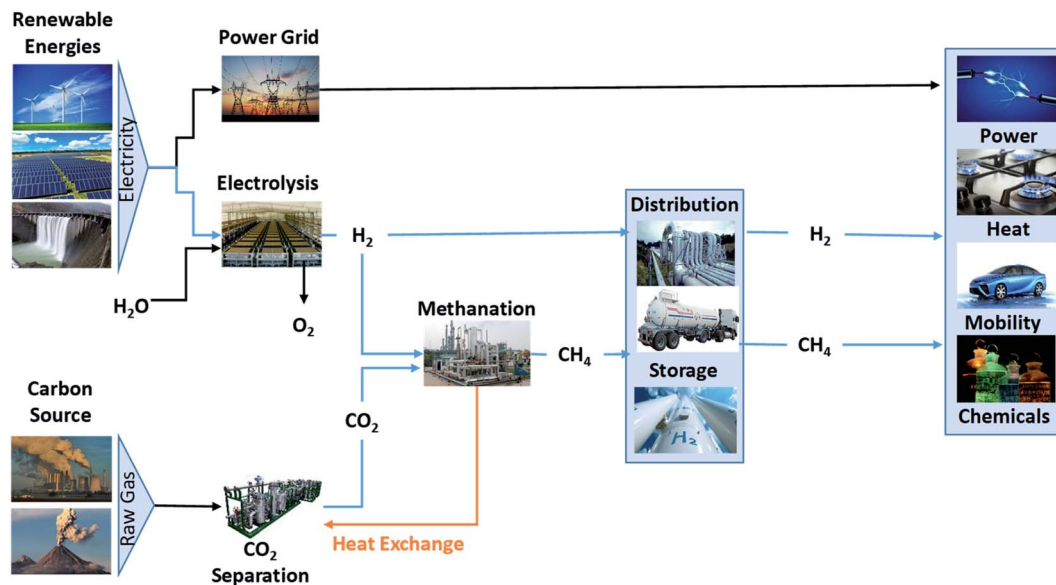 Renewable
Energies
Electricity
Power Grid
Electrolysis
H₂O
O₂
H₂
Methanation
CH₄
CO₂
Carbon
Source
Raw Gas
CO₂
Separation
Heat Exchange
Distribution
Storage
H₂
H₂
CH₄
Power
Heat
Mobility
Chemicals